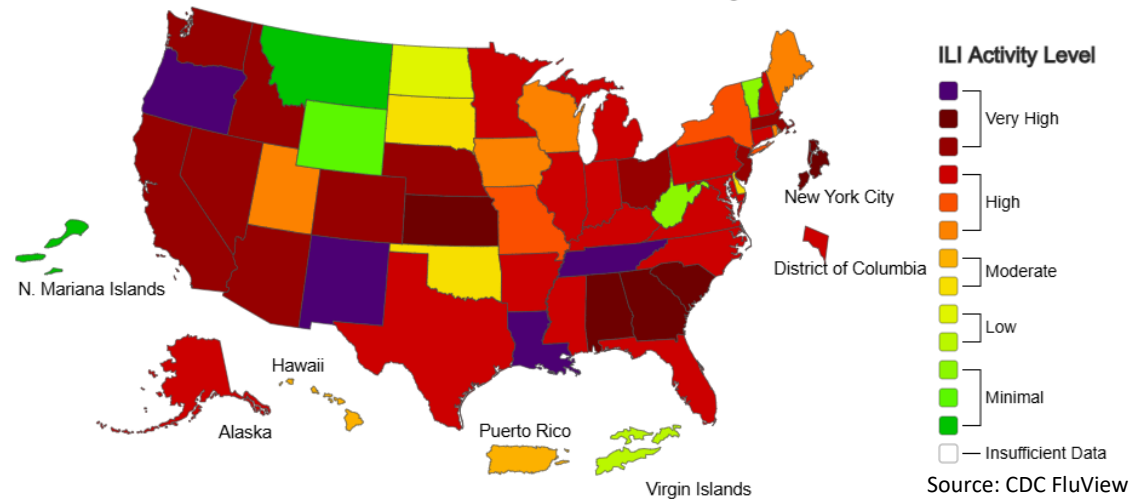 ILI Activity Level
Very High
High
Moderate
Low
Minimal
Insufficient Data
New York City
District of Columbia
N. Mariana Islands
Hawaii
Alaska
Puerto Rico
Virgin Islands
Source: CDC FluView